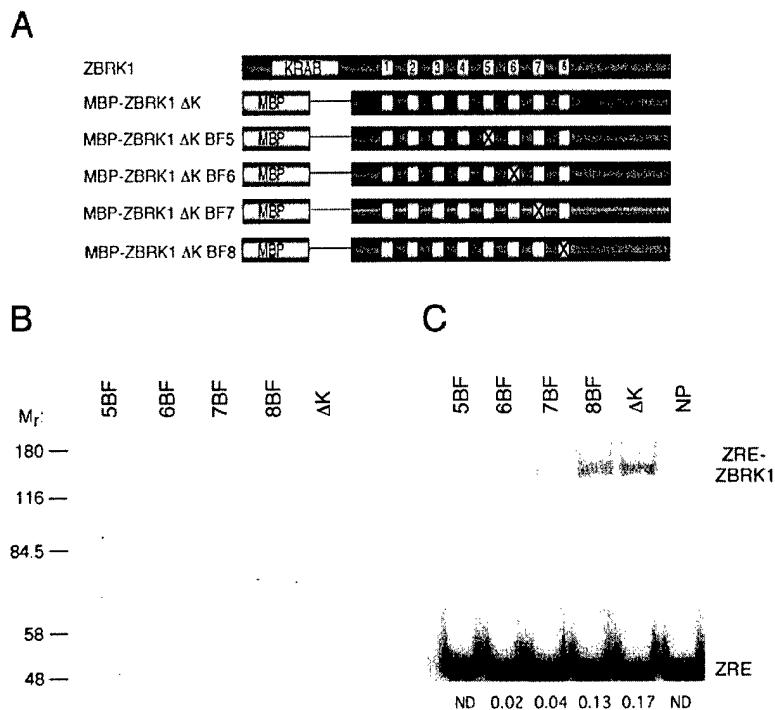 A
ZBRK1 KRAB 1 2 3 4 5 6 7 8
MBP-ZBRK1 ΔK MBP
MBP-ZBRK1 ΔK BF5 MBP X
MBP-ZBRK1 ΔK BF6 MBP X
MBP-ZBRK1 ΔK BF7 MBP X
MBP-ZBRK1 ΔK BF8 MBP X
B
Mr:
5BF 6BF 7BF 8BF ΔK
180
116
84.5
58
48
C
5BF 6BF 7BF 8BF ΔK NP
ZRE-
ZBRK1
ZRE
ND 0.02 0.04 0.13 0.17 ND